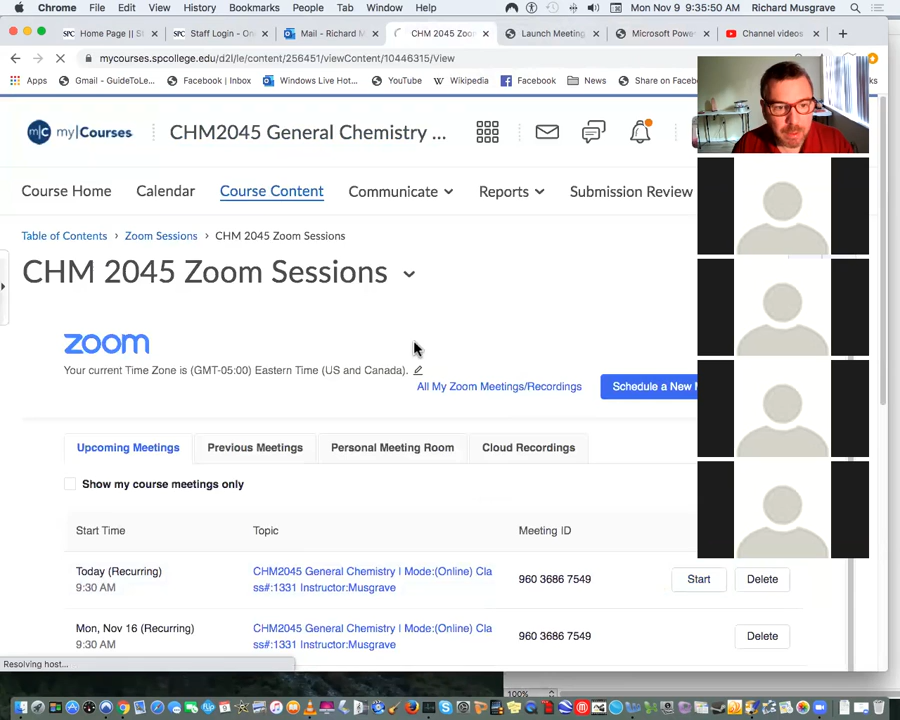 Chrome File Edit View History Bookmarks People Tab Window Help Mon Nov 9 9:35:50 AM Richard Musgrave
Home Page || S Staff Login - On Mail - Richard M CHM 2045 Zoo Launch Meeting Microsoft Pow Channel videos
mycourses.spcollege.edu/d2l/le/content/256451/viewContent/10446315/View
Apps Gmail - GuideToLe... Facebook | Inbox Windows Live Hot... YouTube Wikipedia Facebook News Share on Faceb
myCourses CHM2045 General Chemistry ...
Course Home Calendar Course Content Communicate Reports Submission Review
Table of Contents › Zoom Sessions › CHM 2045 Zoom Sessions
CHM 2045 Zoom Sessions
zoom
Your current Time Zone is (GMT-05:00) Eastern Time (US and Canada).
All My Zoom Meetings/Recordings Schedule a New
Upcoming Meetings Previous Meetings Personal Meeting Room Cloud Recordings
Show my course meetings only
Start Time Topic Meeting ID
Today (Recurring) CHM2045 General Chemistry | Mode:(Online) Cla 960 3686 7549 Start Delete
9:30 AM ss#:1331 Instructor:Musgrave
Mon, Nov 16 (Recurring) CHM2045 General Chemistry | Mode:(Online) Cla 960 3686 7549 Delete
9:30 AM ss#:1331 Instructor:Musgrave
Resolving host...
100%